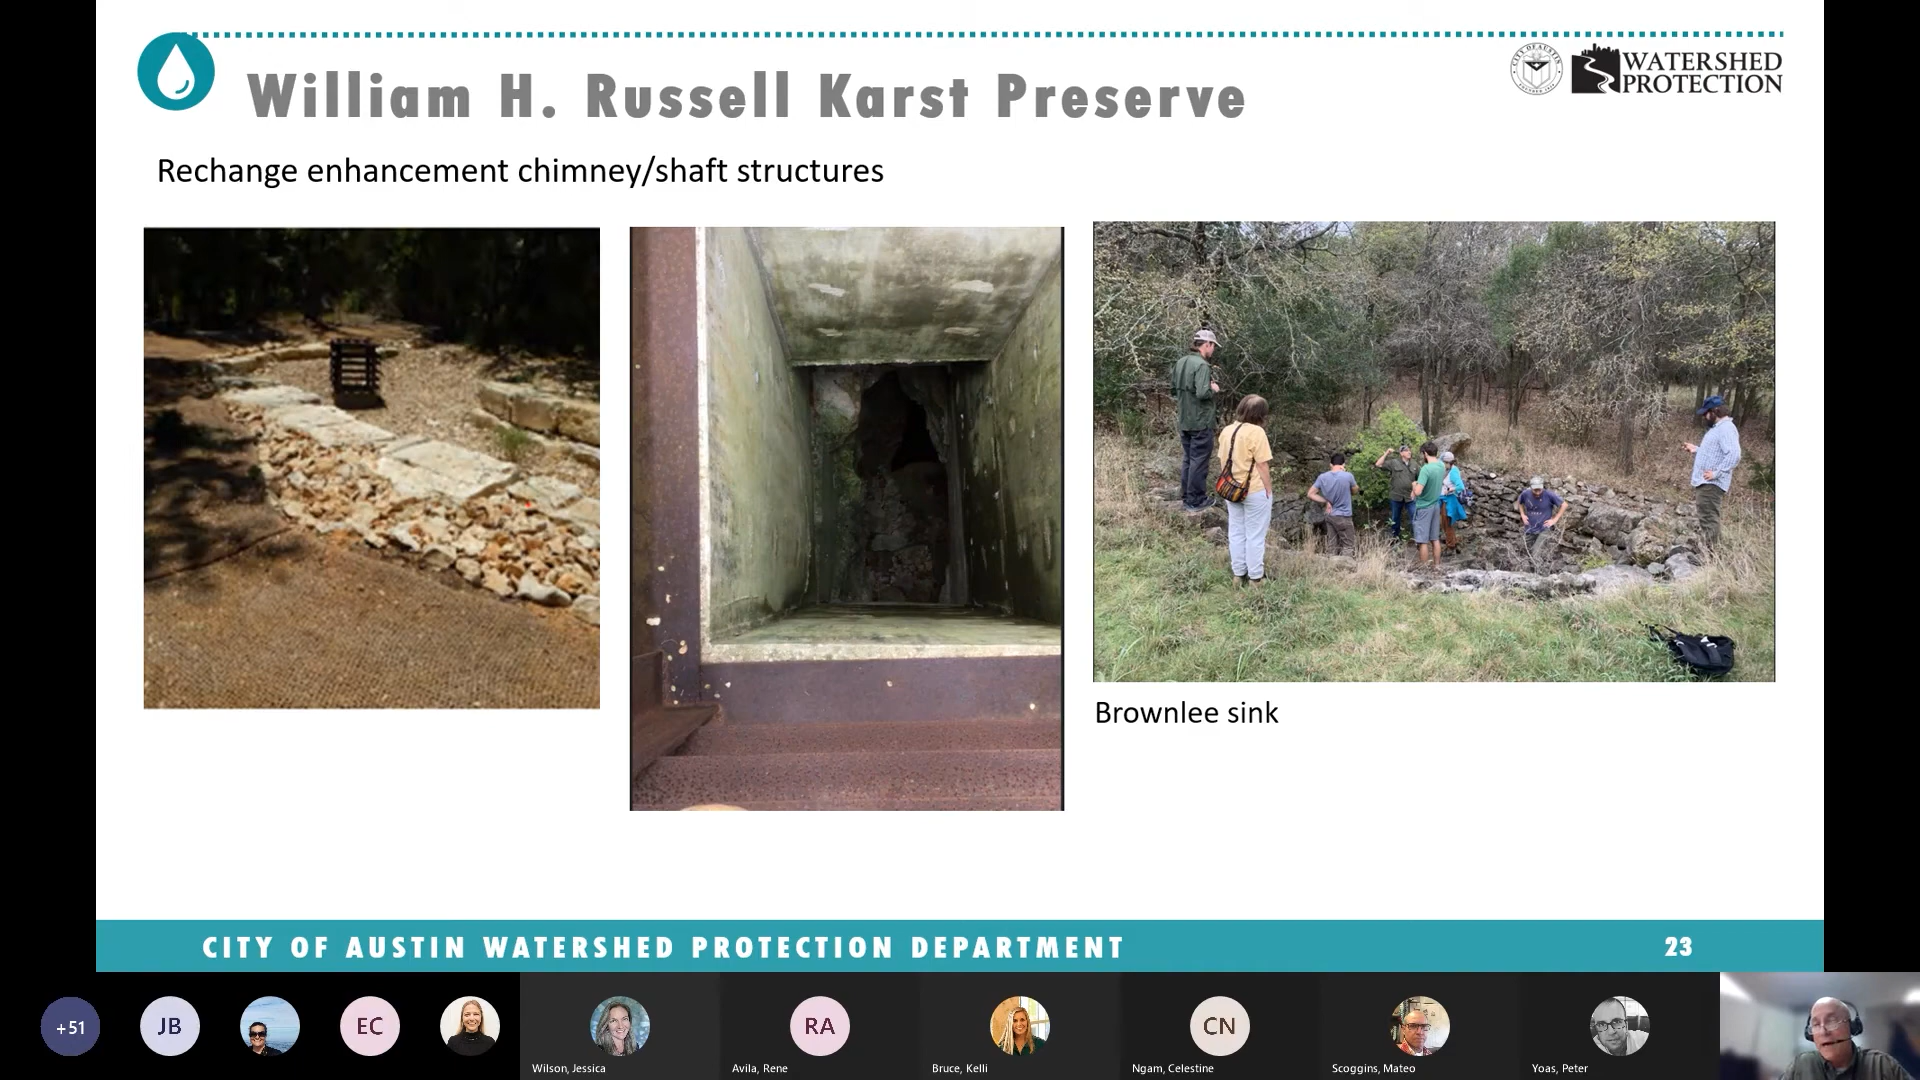 William H. Russell Karst Preserve
WATERSHED
PROTECTION
Rechange enhancement chimney/shaft structures
Brownlee sink
CITY OF AUSTIN WATERSHED PROTECTION DEPARTMENT
23
+51
JB
EC
RA
CN
Wilson, Jessica
Avila, Rene
Bruce, Kelli
Ngam, Celestine
Scoggins, Mateo
Yoas, Peter